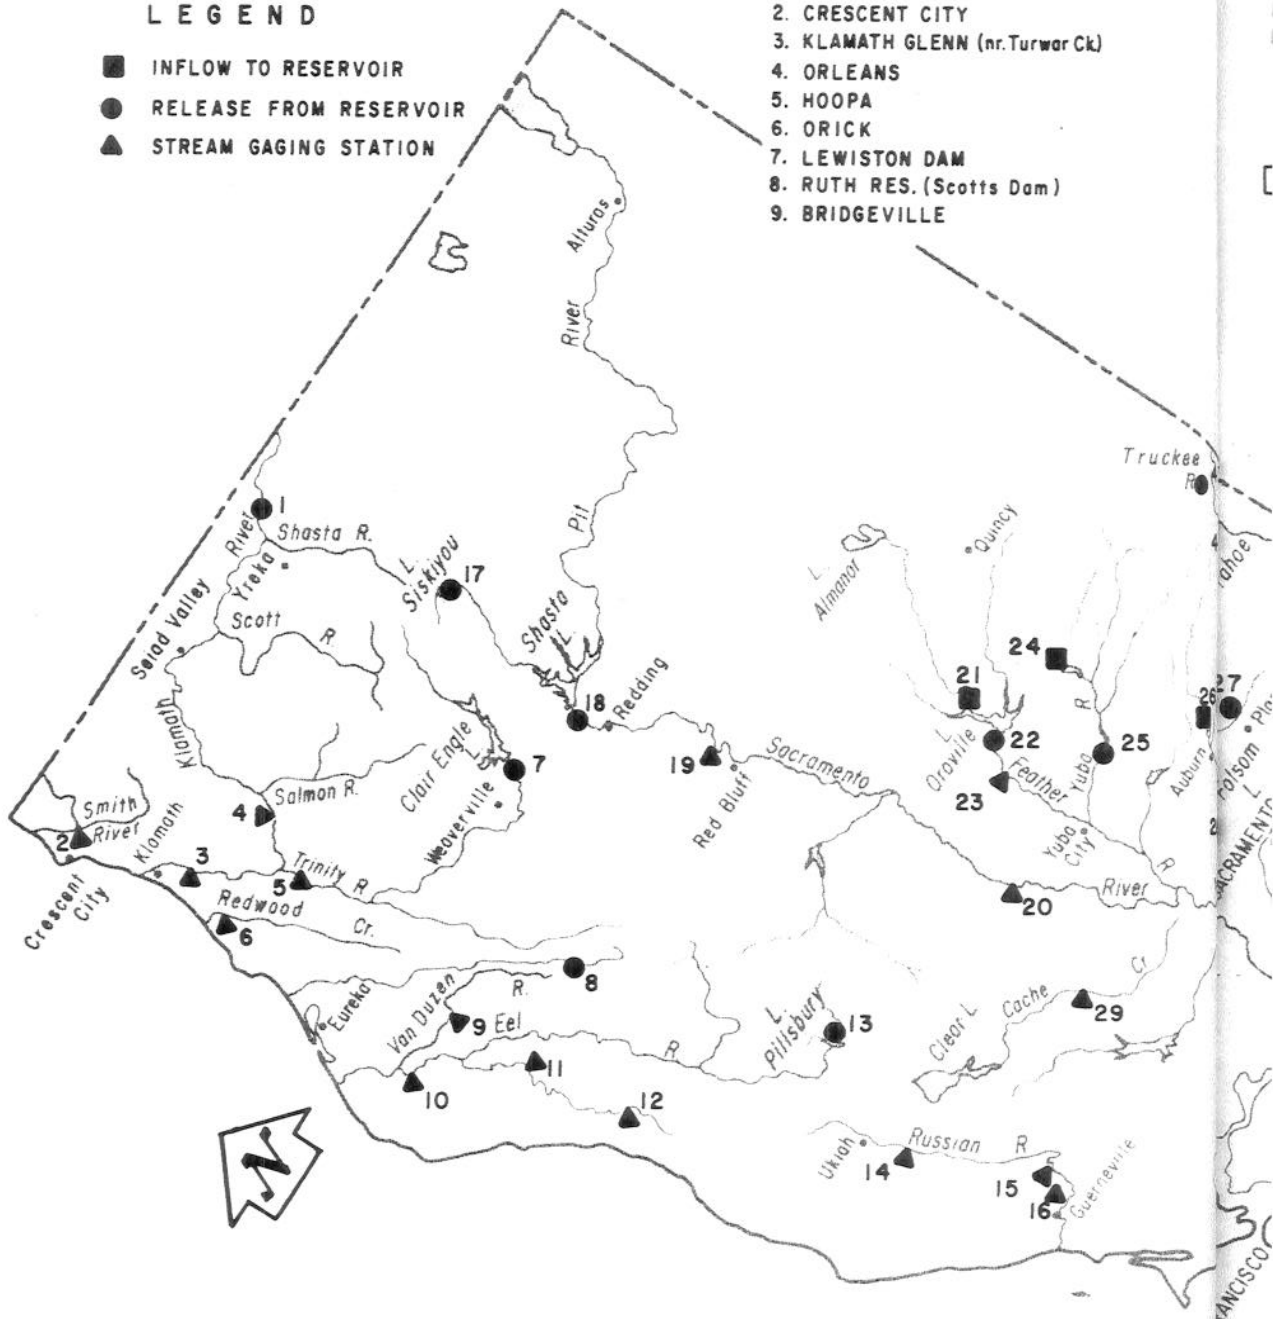 LEGEND
INFLOW TO RESERVOIR
RELEASE FROM RESERVOIR
STREAM GAGING STATION
2. CRESCENT CITY
3. KLAMATH GLENN (nr. Turwar Ck.)
4. ORLEANS
5. HOOPA
6. ORICK
7. LEWISTON DAM
8. RUTH RES. (Scotts Dam)
9. BRIDGEVILLE
Alturas
River
Pit
Truckee
R
1
River
Shasta R.
Yreka
Seiad Valley
Scott
R.
L.
Siskiyou
17
Shasta
L.
18
Redding
L.
Almanor
Quincy
24
21
R
26
27
Klamath
Clair Engle
L.
7
Weaverville
19
Red Bluff
Sacramento
L.
Oroville
22
Feather
23
Yuba
25
Auburn
Folsom
L.
Smith
River
2
Crescent
City
Klamath
3
4
Salmon R.
5
Trinity R
Redwood
Cr.
6
Yuba
City
R
River
20
SACRAMENTO
8
Eureka
Van Duzen
R.
9
Eel
R
10
11
12
L.
Pillsbury
13
Clear L.
Cache
Cr
29
N
Ukiah
14
Russian
R
15
16
Guerneville